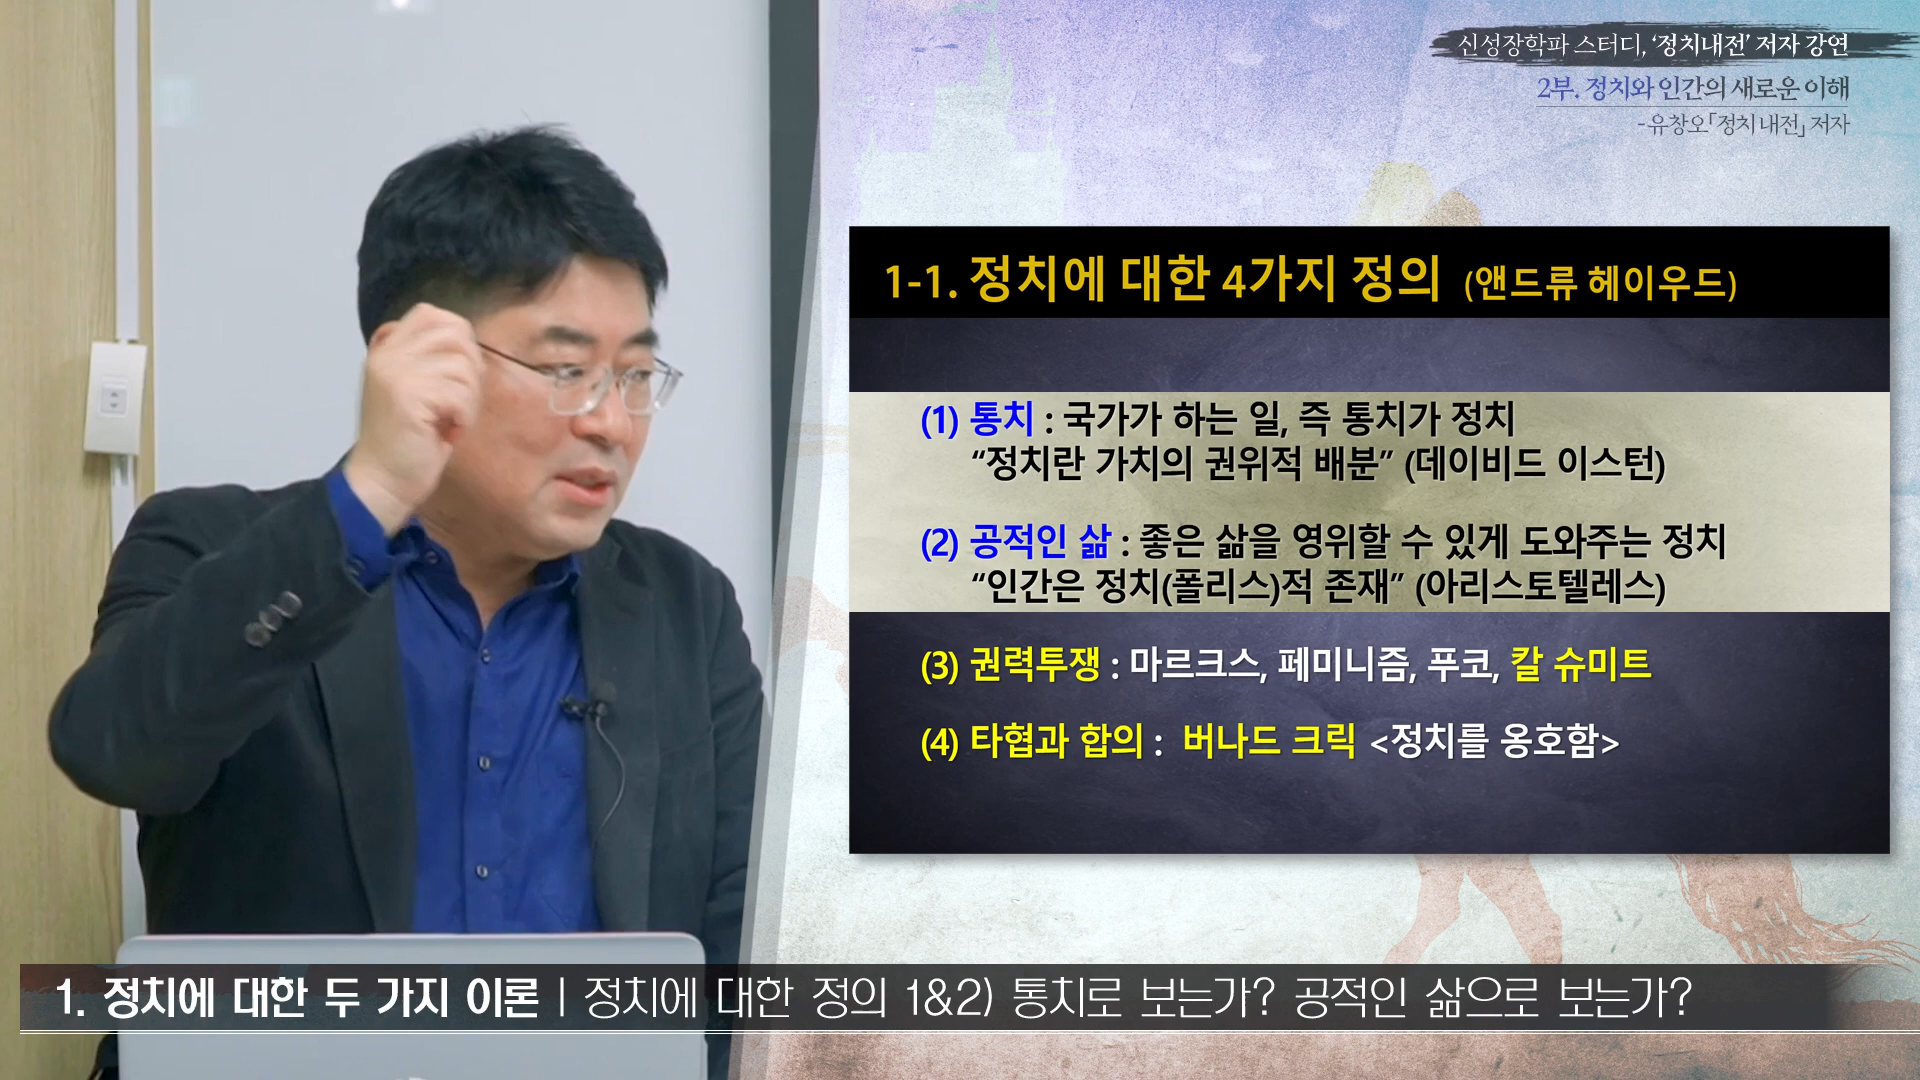 신성장학파 스터디, ‘정치내전’ 저자 강연
2부. 정치와 인간의 새로운 이해
-유창오「정치 내전」 저자
1-1. 정치에 대한 4가지 정의 (앤드류 헤이우드)
(1) 통치 : 국가가 하는 일, 즉 통치가 정치
“정치란 가치의 권위적 배분” (데이비드 이스턴)
(2) 공적인 삶 : 좋은 삶을 영위할 수 있게 도와주는 정치
“인간은 정치(폴리스)적 존재” (아리스토텔레스)
(3) 권력투쟁 : 마르크스, 페미니즘, 푸코, 칼 슈미트
(4) 타협과 합의 : 버나드 크릭 <정치를 옹호함>
1. 정치에 대한 두 가지 이론 | 정치에 대한 정의 1&2) 통치로 보는가? 공적인 삶으로 보는가?